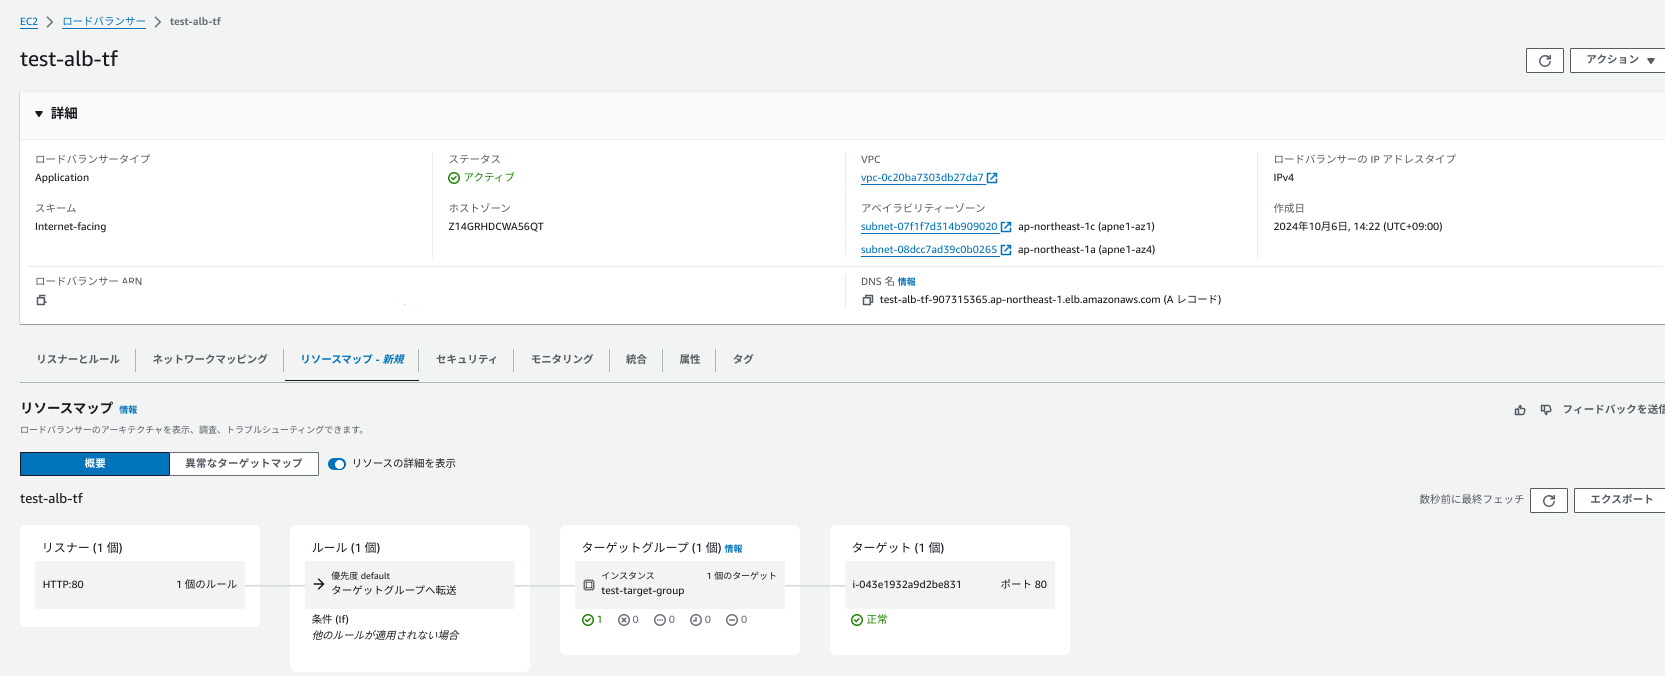 EC2 > ロードバランサー > test-alb-tf
test-alb-tf
アクション ▼
▼ 詳細
ロードバランサータイプ
Application
ステータス
アクティブ
VPC
vpc-0c20ba7303db27da7
ロードバランサーの IP アドレスタイプ
IPv4
スキーム
Internet-facing
ホストゾーン
Z14GRHDCWA56QT
アベイラビリティーゾーン
subnet-07f1f7d314b909020 ap-northeast-1c (apne1-az1)
subnet-08dcc7ad39c0b0265 ap-northeast-1a (apne1-az4)
作成日
2024年10月6日, 14:22 (UTC+09:00)
ロードバランサー ARN
DNS 名 情報
test-alb-tf-907315365.ap-northeast-1.elb.amazonaws.com (A レコード)
リスナーとルール ネットワークマッピング リソースマップ - 新規 セキュリティ モニタリング 統合 属性 タグ
リソースマップ 情報
フィードバックを送信
ロードバランサーのアーキテクチャを表示、調査、トラブルシューティングできます。
概要 異常なターゲットマップ リソースの詳細を表示
test-alb-tf
数秒前に最終フェッチ
エクスポート
リスナー (1 個)
HTTP:80 1 個のルール
ルール (1 個)
優先度 default
ターゲットグループへ転送
条件 (If)
他のルールが適用されない場合
ターゲットグループ (1 個) 情報
インスタンス 1 個のターゲット
test-target-group
1 0 0 0 0
ターゲット (1 個)
i-043e1932a9d2be831 ポート 80
正常